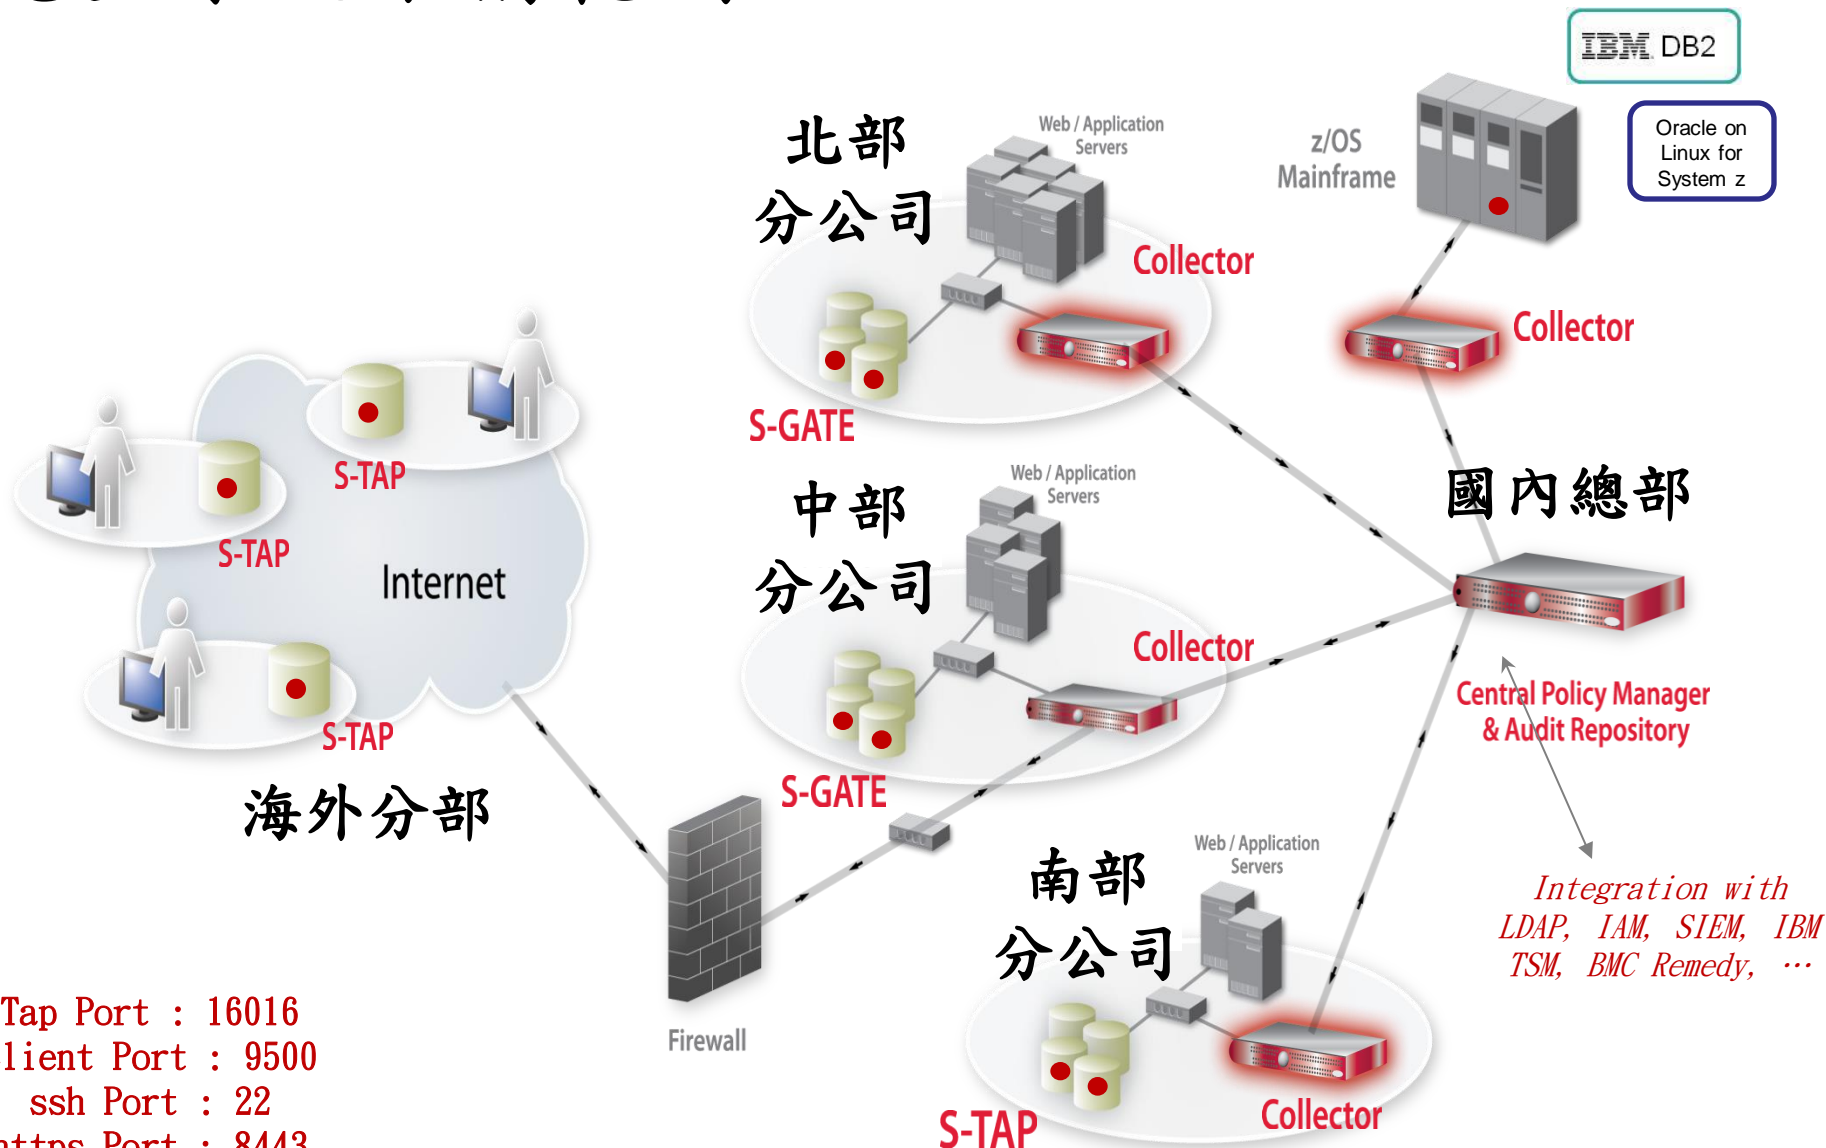 IBM DB2
Oracle on
Linux for
System z
z/OS
Mainframe
Collector
北部
分公司
Web / Application
Servers
Collector
S-GATE
S-TAP
S-TAP
S-TAP
Internet
海外分部
中部
分公司
Web / Application
Servers
Collector
S-GATE
國內總部
Central Policy Manager
& Audit Repository
Integration with
LDAP, IAM, SIEM, IBM
TSM, BMC Remedy, …
Firewall
南部
分公司
Web / Application
Servers
Collector
S-TAP
Tap Port : 16016
lient Port : 9500
ssh Port : 22
https Port : 8443